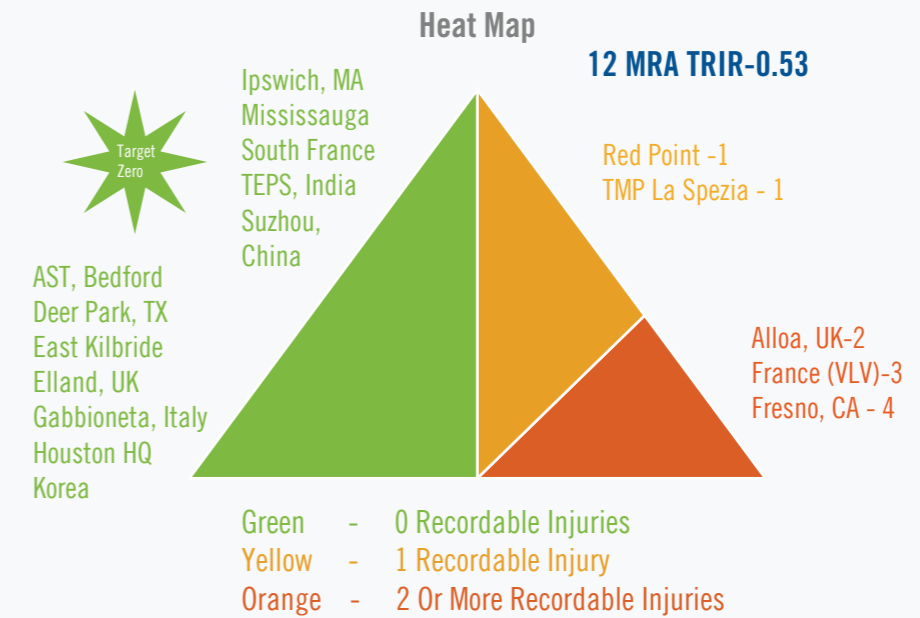 Heat Map
12 MRA TRIR-0.53
Target
Zero
Ipswich, MA
Mississauga
South France
TEPS, India
Suzhou,
China
AST, Bedford
Deer Park, TX
East Kilbride
Elland, UK
Gabbioneta, Italy
Houston HQ
Korea
Red Point -1
TMP La Spezia - 1
Alloa, UK-2
France (VLV)-3
Fresno, CA - 4
Green - 0 Recordable Injuries
Yellow - 1 Recordable Injury
Orange - 2 Or More Recordable Injuries